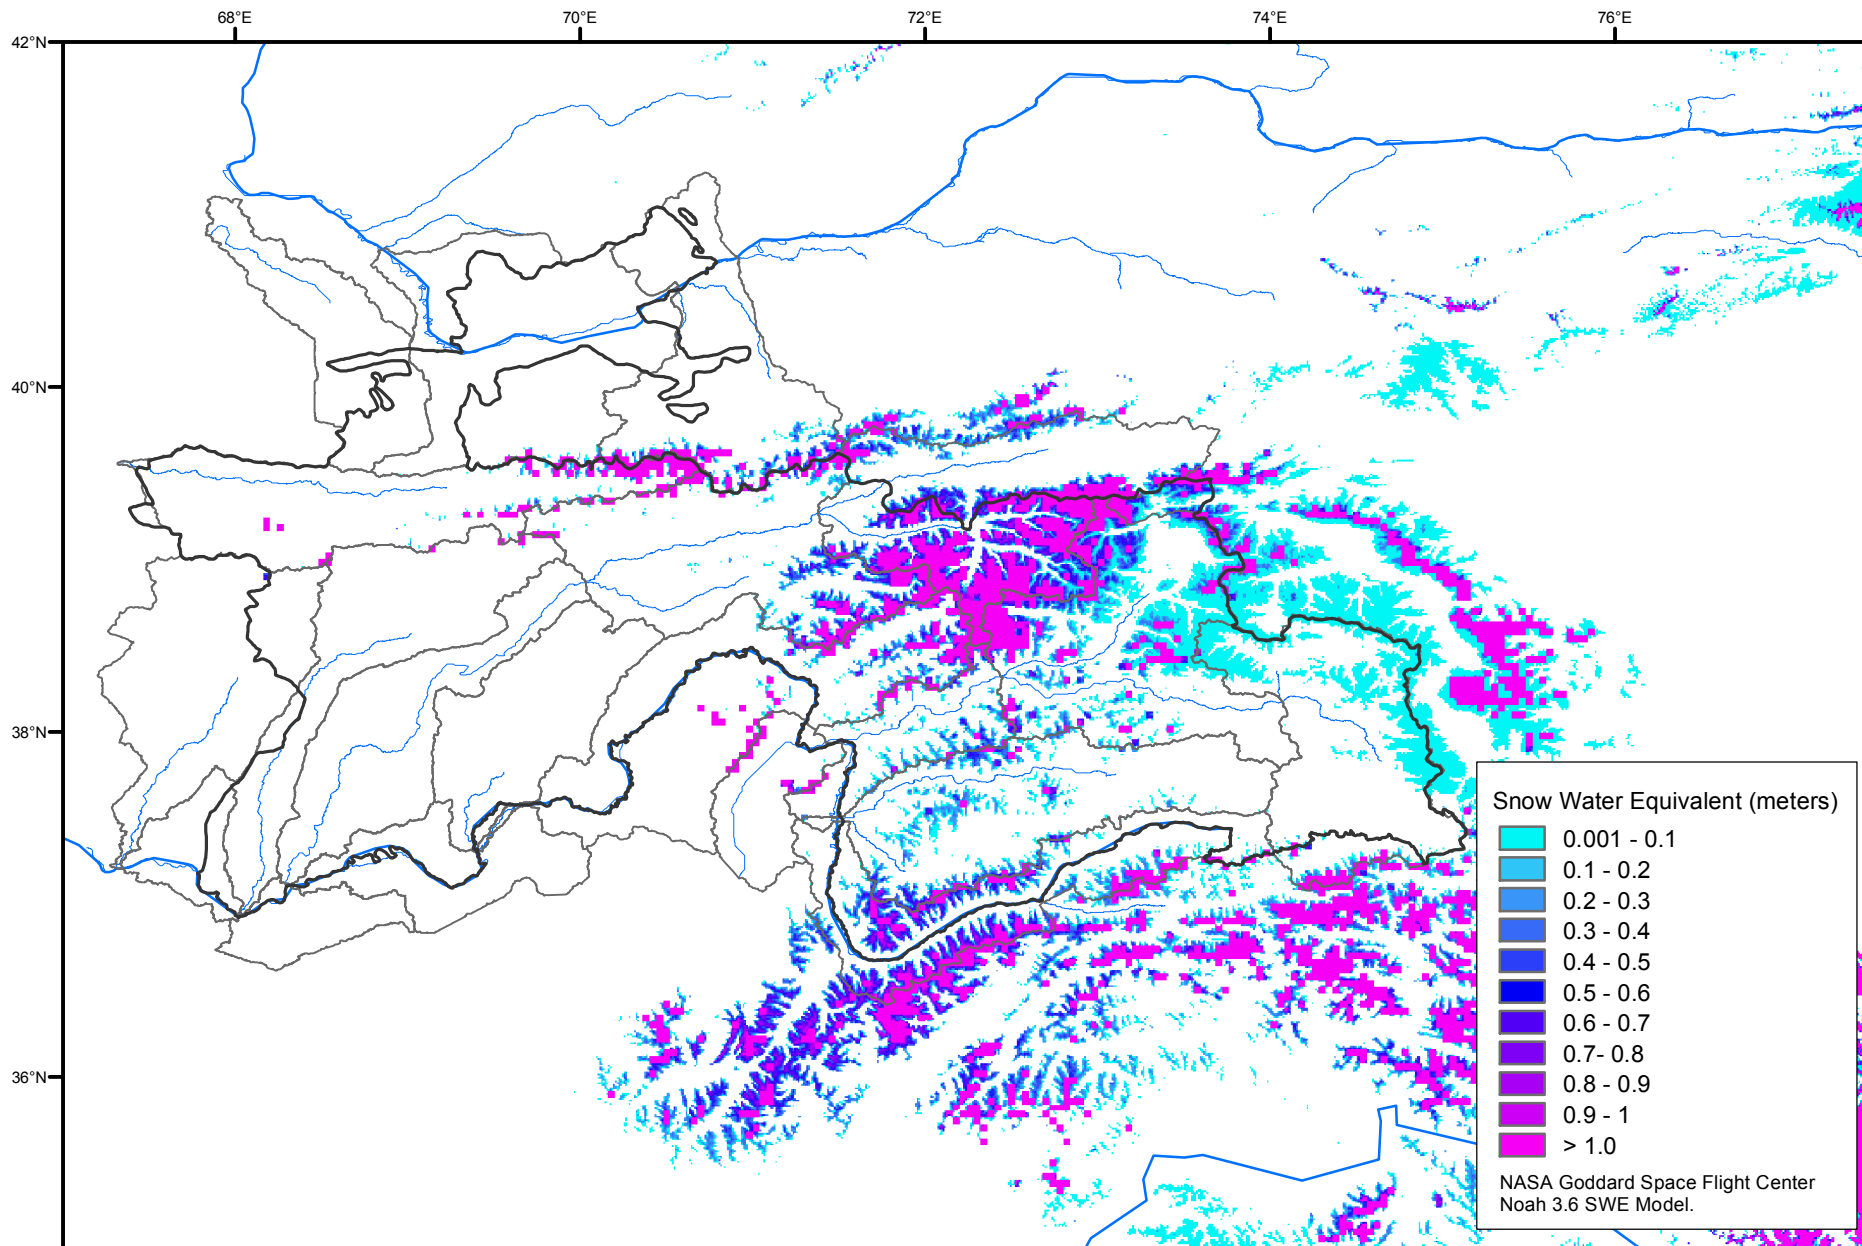 68°E 70°E 72°E 74°E 76°E
42°N
40°N
38°N
36°N
Snow Water Equivalent (meters)
0.001 - 0.1
0.1 - 0.2
0.2 - 0.3
0.3 - 0.4
0.4 - 0.5
0.5 - 0.6
0.6 - 0.7
0.7- 0.8
0.8 - 0.9
0.9 - 1
> 1.0
NASA Goddard Space Flight Center
Noah 3.6 SWE Model.